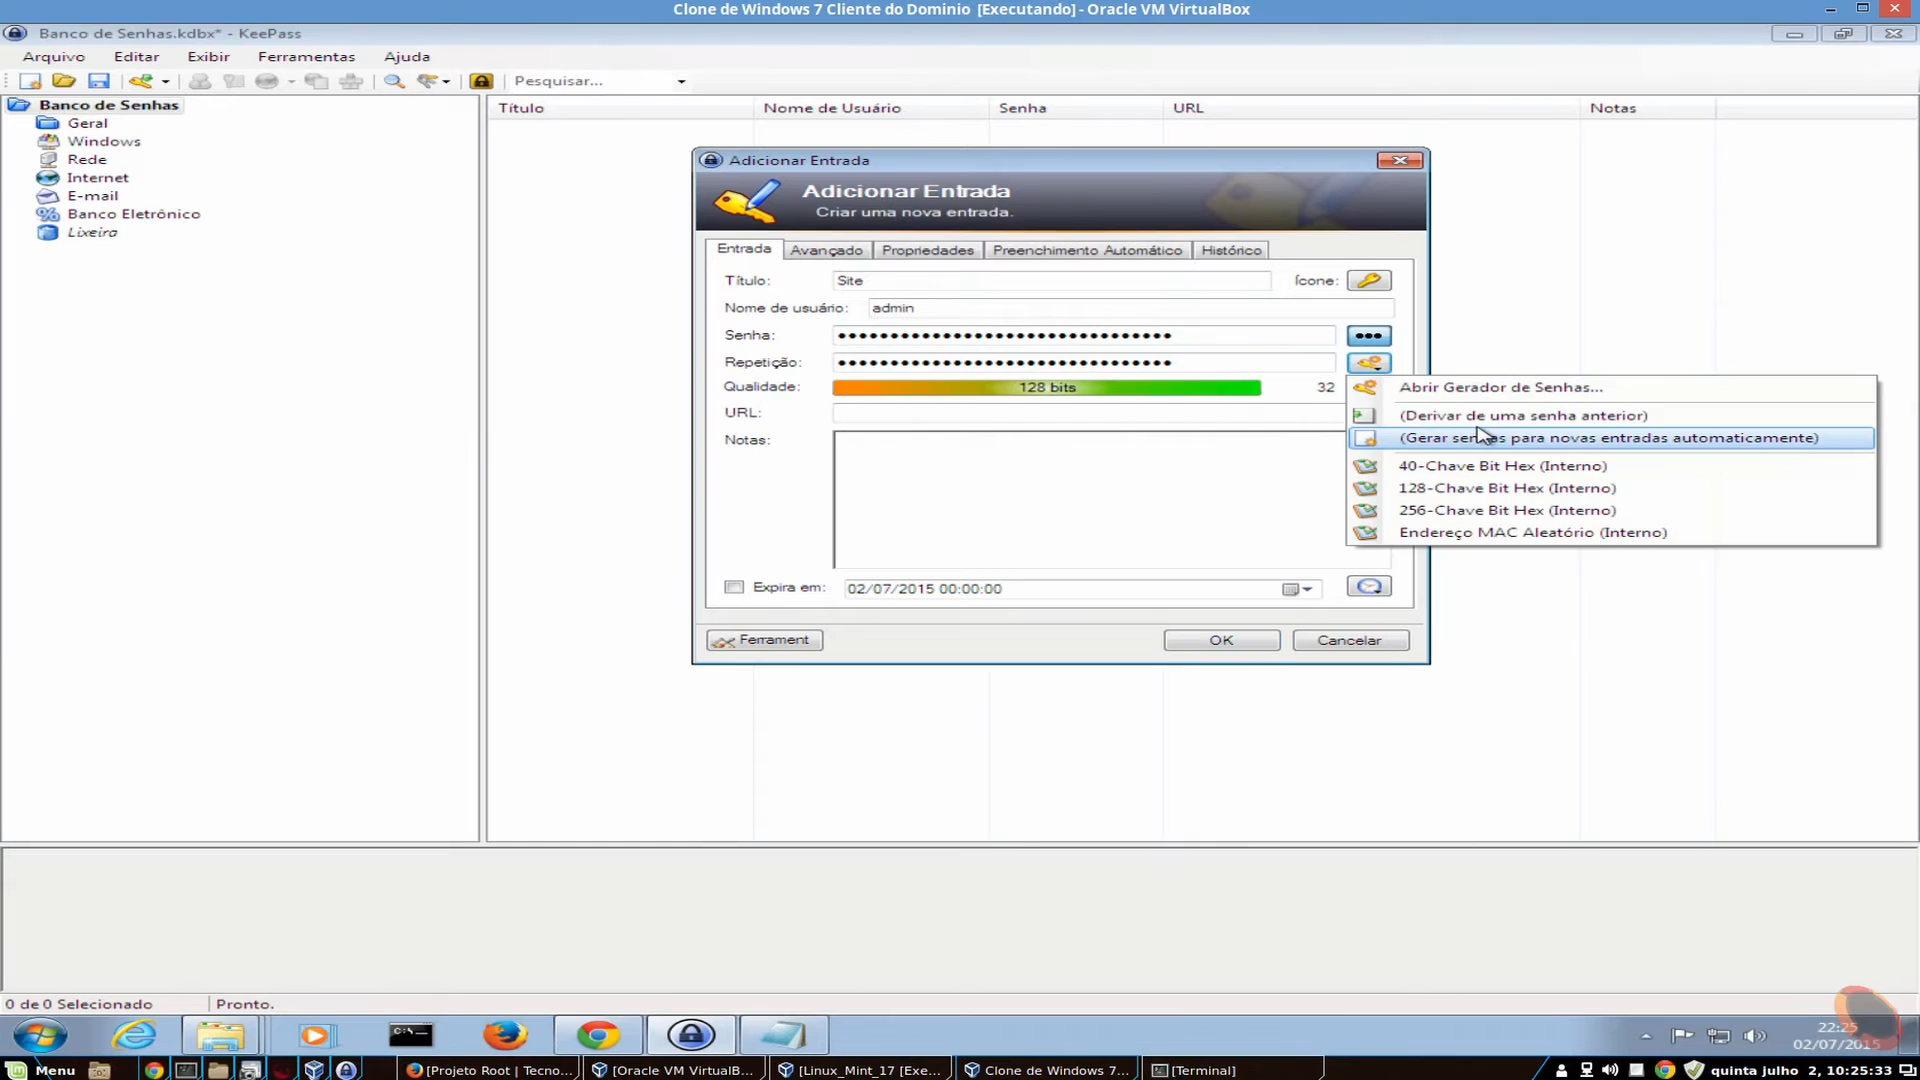 Clone de Windows 7 Cliente do Dominio [Executando] - Oracle VM VirtualBox
Banco de Senhas.kdbx* - KeePass
Arquivo Editar Exibir Ferramentas Ajuda
Pesquisar...
Banco de Senhas
Geral
Windows
Rede
Internet
E-mail
Banco Eletrônico
Lixeira
Título Nome de Usuário Senha URL Notas
Adicionar Entrada
Adicionar Entrada
Criar uma nova entrada.
Entrada Avançado Propriedades Preenchimento Automático Histórico
Título: Site Ícone:
Nome de usuário: admin
Senha: ••••••••••••••••••••••••••••••••
Repetição: ••••••••••••••••••••••••••••••••
Qualidade: 128 bits 32
URL:
Notas:
Abrir Gerador de Senhas...
(Derivar de uma senha anterior)
(Gerar senhas para novas entradas automaticamente)
40-Chave Bit Hex (Interno)
128-Chave Bit Hex (Interno)
256-Chave Bit Hex (Interno)
Endereço MAC Aleatório (Interno)
Expira em: 02/07/2015 00:00:00
Ferrament OK Cancelar
0 de 0 Selecionado Pronto.
22:25
02/07/2015
Menu [Projeto Root | Tecno... [Oracle VM VirtualB... [Linux_Mint_17 [Exe... Clone de Windows 7... [Terminal] quinta julho 2, 10:25:33